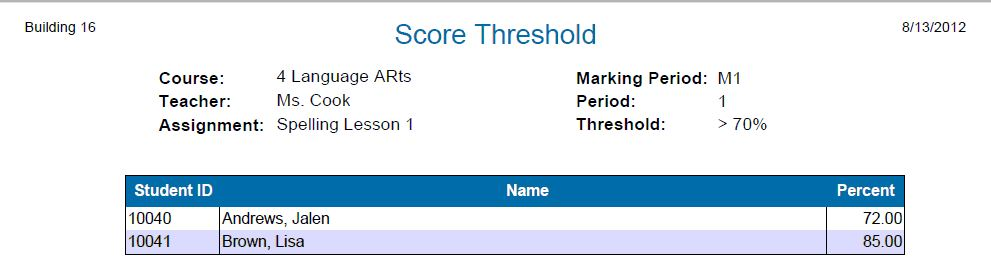 Building 16
Score Threshold
8/13/2012
Course: 4 Language ARts
Marking Period: M1
Teacher: Ms. Cook
Period: 1
Assignment: Spelling Lesson 1
Threshold: > 70%
Student ID Name Percent
10040 Andrews, Jalen 72.00
10041 Brown, Lisa 85.00